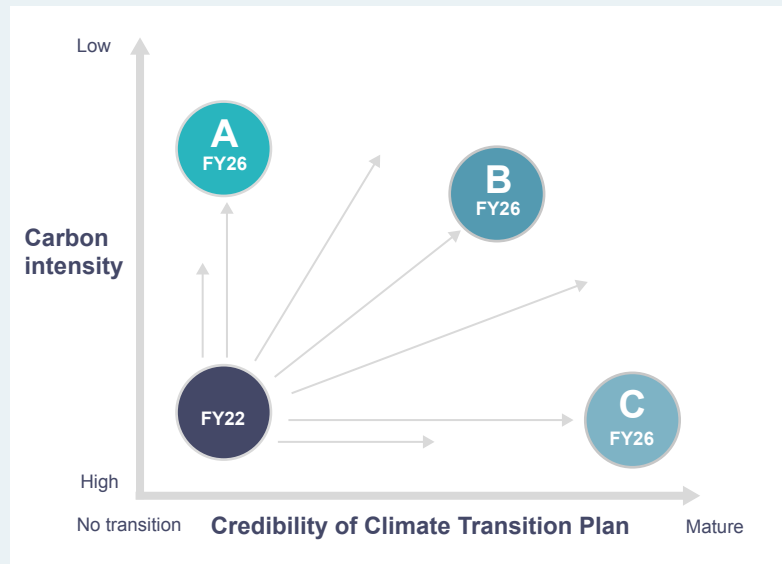 Low
A
FY26
B
FY26
Carbon
intensity
FY22
C
FY26
High
No transition
Credibility of Climate Transition Plan
Mature